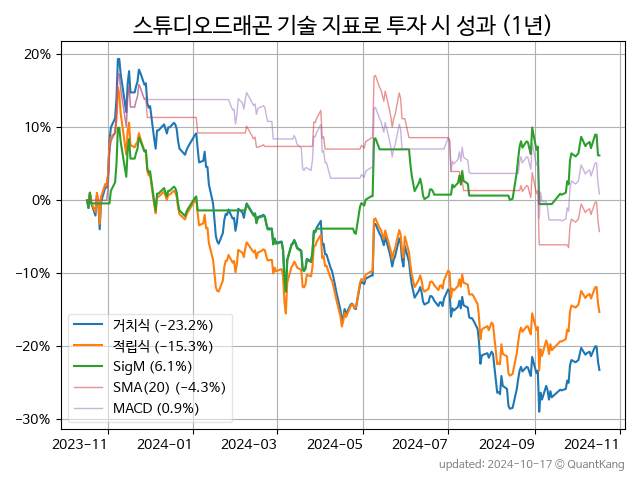 스튜디오드래곤 기술 지표로 투자 시 성과 (1년)
20%
10%
0%
−10%
−20%
−30%
거치식 (−23.2%)
적립식 (−15.3%)
SigM (6.1%)
SMA(20) (−4.3%)
MACD (0.9%)
2023-11
2024-01
2024-03
2024-05
2024-07
2024-09
2024-11
updated: 2024-10-17 © QuantKang